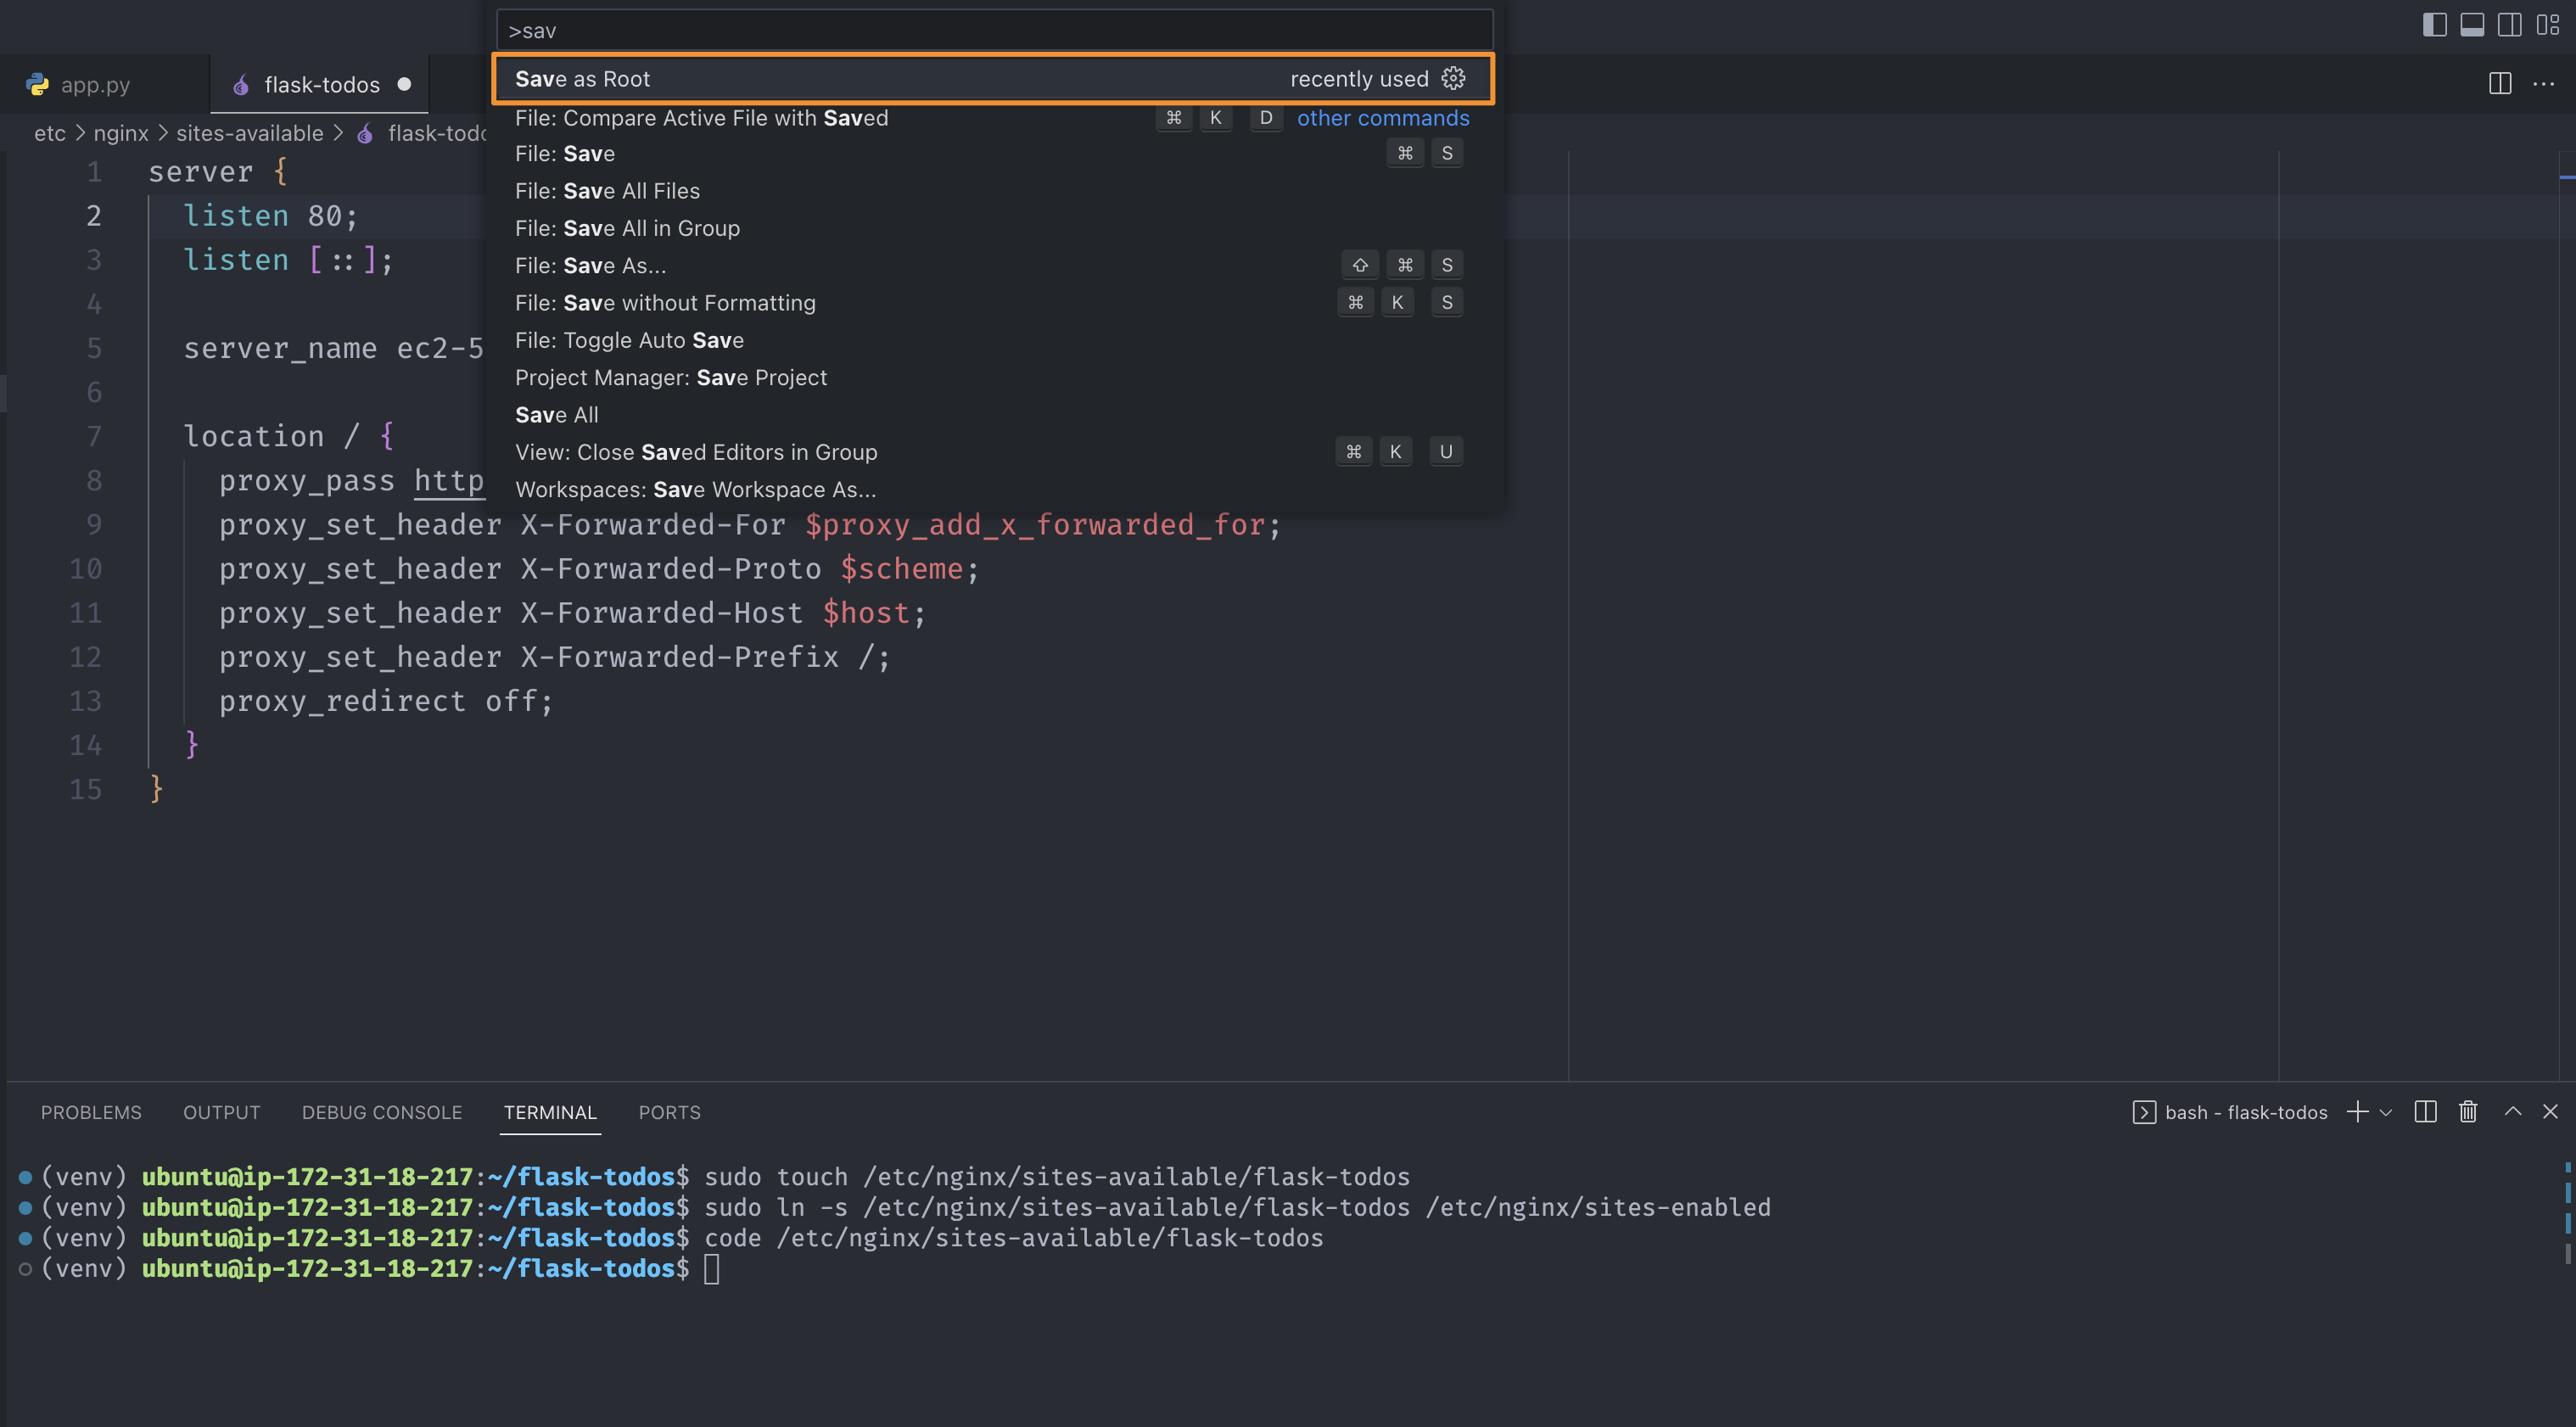 >sav
Save as Root recently used
app.py flask-todos
File: Compare Active File with Saved ⌘ K D other commands
etc > nginx > sites-available > flask-todo
File: Save ⌘ S
File: Save All Files
File: Save All in Group
File: Save As... ⇧ ⌘ S
File: Save without Formatting ⌘ K S
File: Toggle Auto Save
Project Manager: Save Project
Save All
View: Close Saved Editors in Group ⌘ K U
Workspaces: Save Workspace As...
1 server {
2 listen 80;
3 listen [::];
4
5 server_name ec2-5
6
7 location / {
8 proxy_pass http
9 proxy_set_header X-Forwarded-For $proxy_add_x_forwarded_for;
10 proxy_set_header X-Forwarded-Proto $scheme;
11 proxy_set_header X-Forwarded-Host $host;
12 proxy_set_header X-Forwarded-Prefix /;
13 proxy_redirect off;
14 }
15 }
PROBLEMS OUTPUT DEBUG CONSOLE TERMINAL PORTS bash - flask-todos
(venv) ubuntu@ip-172-31-18-217:~/flask-todos$ sudo touch /etc/nginx/sites-available/flask-todos
(venv) ubuntu@ip-172-31-18-217:~/flask-todos$ sudo ln -s /etc/nginx/sites-available/flask-todos /etc/nginx/sites-enabled
(venv) ubuntu@ip-172-31-18-217:~/flask-todos$ code /etc/nginx/sites-available/flask-todos
(venv) ubuntu@ip-172-31-18-217:~/flask-todos$